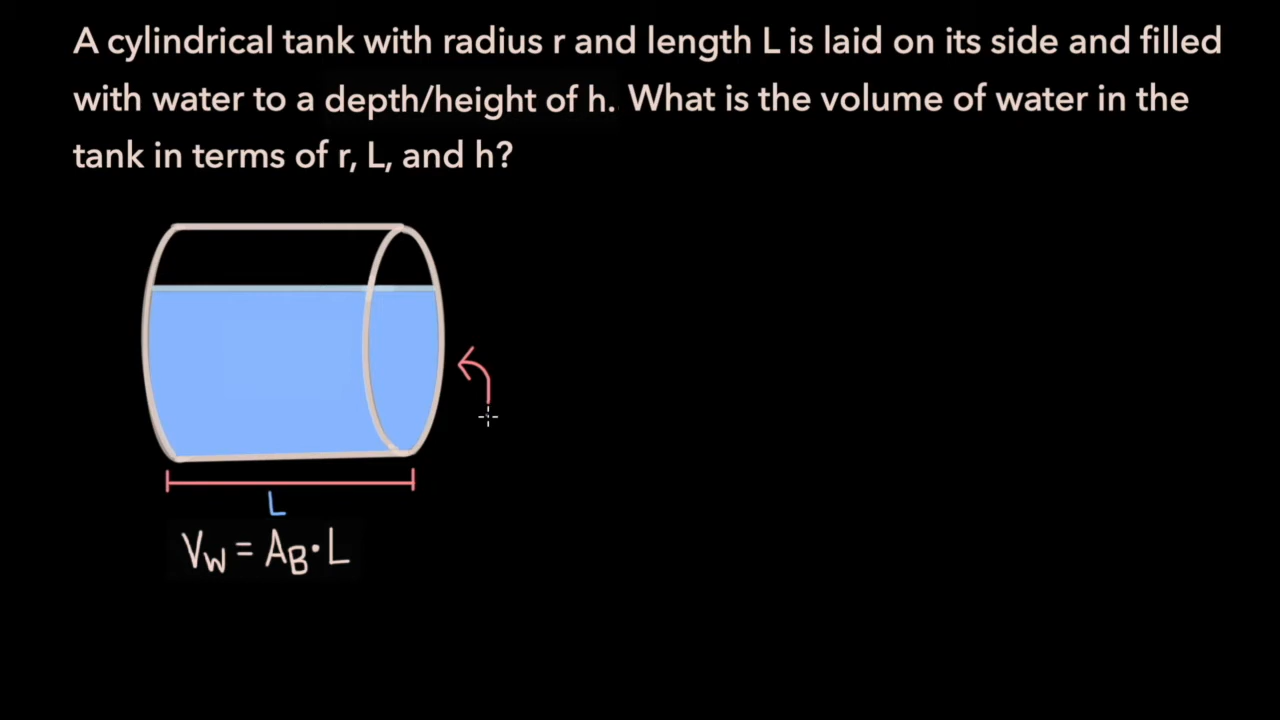 A cylindrical tank with radius r and length L is laid on its side and filled
with water to a depth/height of h. What is the volume of water in the
tank in terms of r, L, and h?
L
V_W = A_B · L